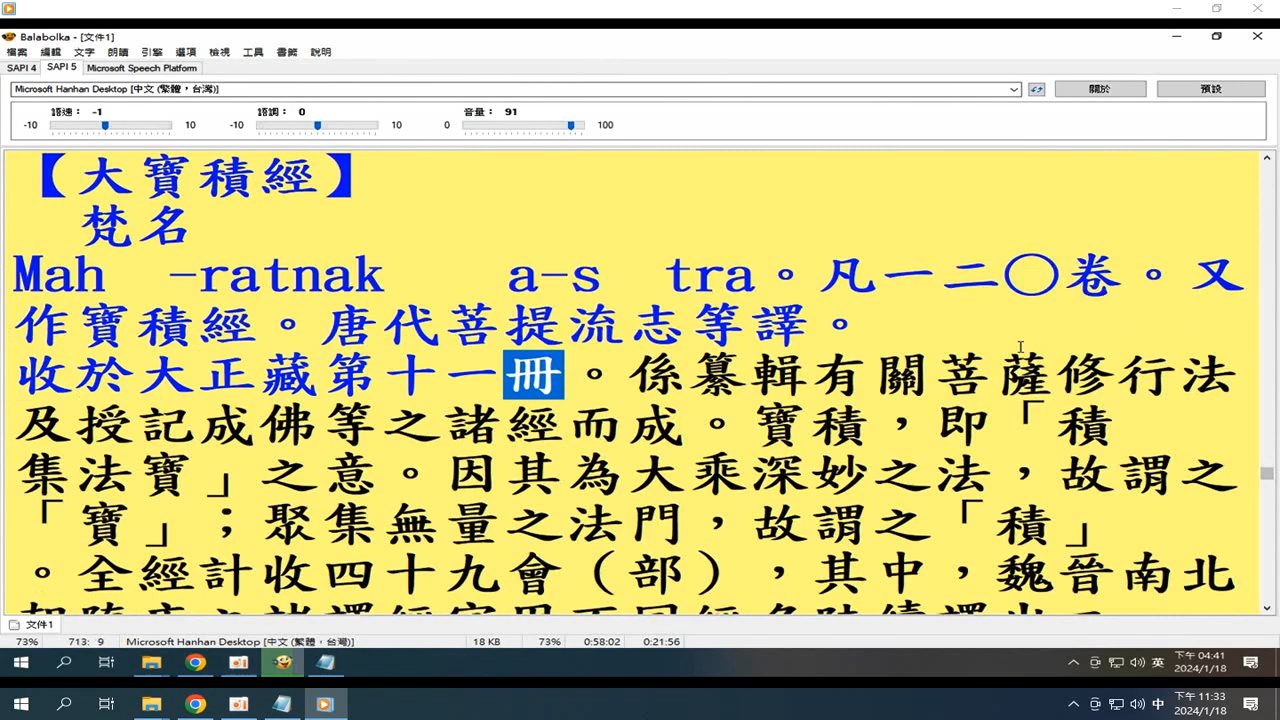 Balabolka - [文件1]
檔案 編輯 文字 朗讀 引擎 選項 檢視 工具 書籤 說明
SAPI 4 SAPI 5 Microsoft Speech Platform
Microsoft Hanhan Desktop [中文 (繁體，台灣)] 關於 預設
語速： -1 語調： 0 音量： 91
-10 10 -10 10 0 100
【大寶積經】
梵名
Mah -ratnak a-s tra。凡一二〇卷。又
作寶積經。唐代菩提流志等譯。
收於大正藏第十一冊。係纂輯有關菩薩修行法
及授記成佛等之諸經而成。寶積，即「積
集法寶」之意。因其為大乘深妙之法，故謂之
「寶」；聚集無量之法門，故謂之「積」
。全經計收四十九會（部），其中，魏晉南北
文件1
73% 713: 9 Microsoft Hanhan Desktop [中文 (繁體，台灣)] 18 KB 73% 0:58:02 0:21:56
英 下午 04:41
2024/1/18
中 下午 11:33
2024/1/18